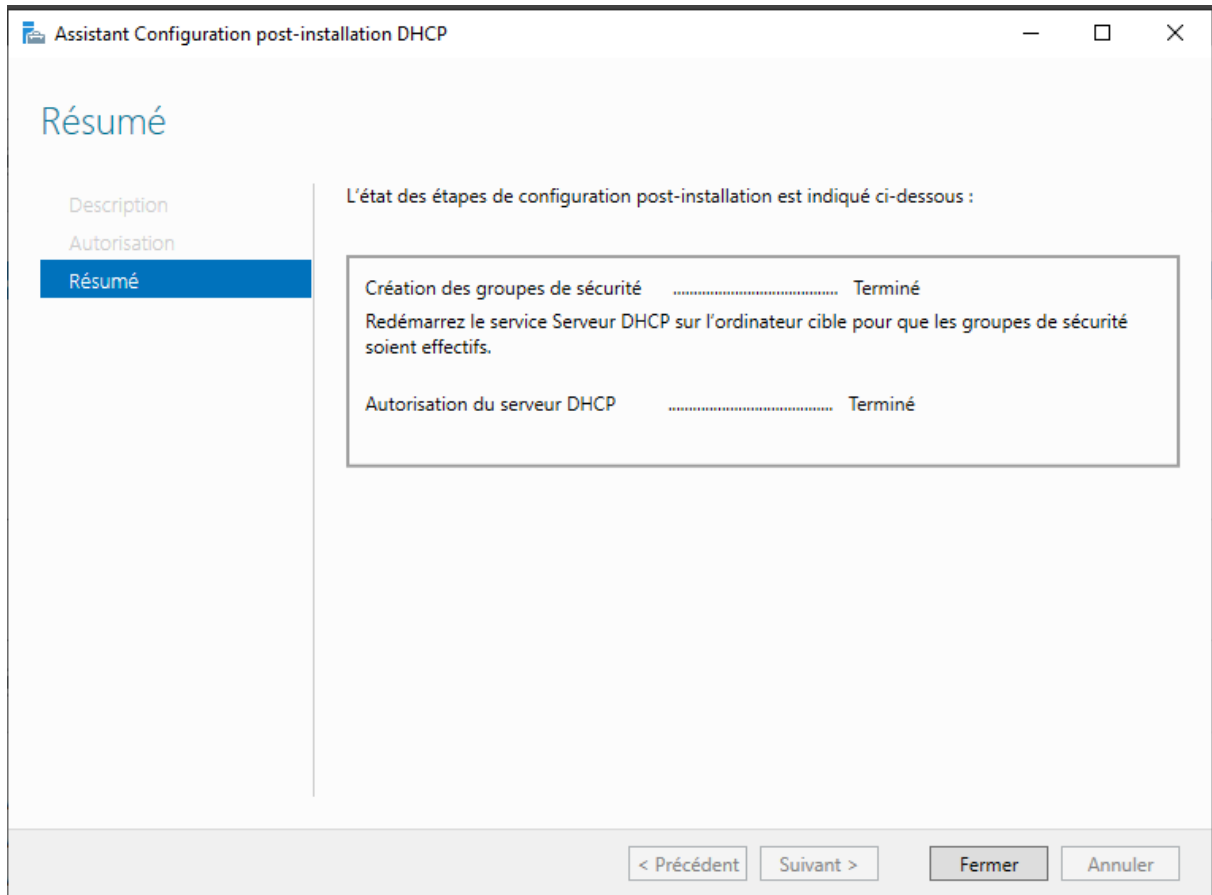 Assistant Configuration post-installation DHCP
Résumé
Description
Autorisation
Résumé
L'état des étapes de configuration post-installation est indiqué ci-dessous :
Création des groupes de sécurité ........................................ Terminé
Redémarrez le service Serveur DHCP sur l'ordinateur cible pour que les groupes de sécurité
soient effectifs.
Autorisation du serveur DHCP ........................................ Terminé
< Précédent
Suivant >
Fermer
Annuler